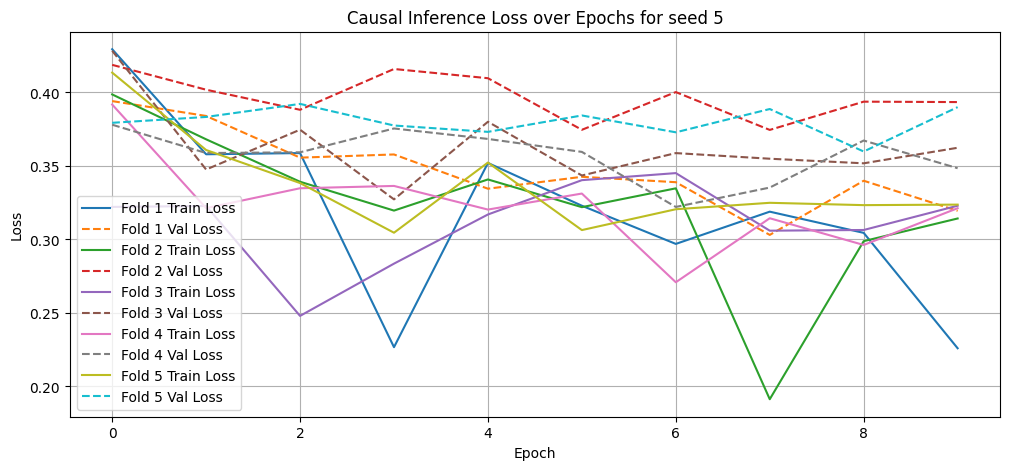 Causal Inference Loss over Epochs for seed 5
Loss
0.40
0.35
0.30
0.25
0.20
Fold 1 Train Loss
Fold 1 Val Loss
Fold 2 Train Loss
Fold 2 Val Loss
Fold 3 Train Loss
Fold 3 Val Loss
Fold 4 Train Loss
Fold 4 Val Loss
Fold 5 Train Loss
Fold 5 Val Loss
0 2 4 6 8
Epoch